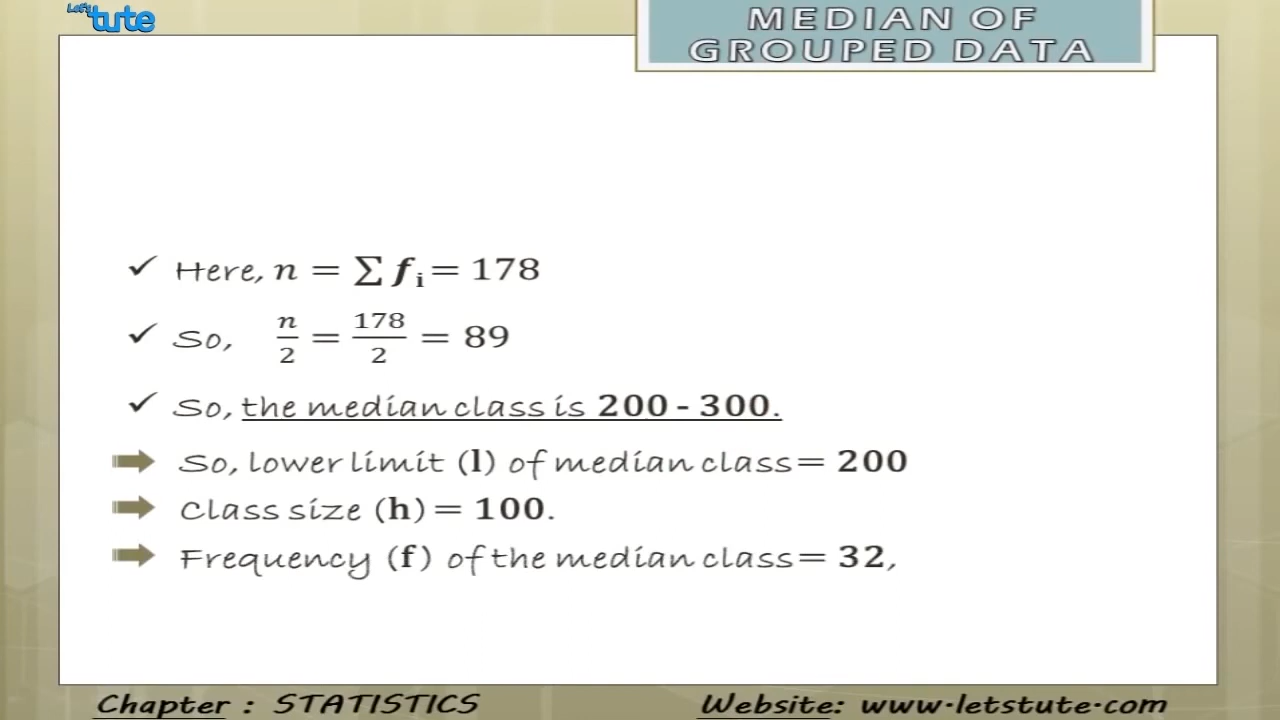 Let's tute
MEDIAN OF
GROUPED DATA
✓ Here, n = ∑ fᵢ = 178
✓ So, n/2 = 178/2 = 89
✓ So, the median class is 200 - 300.
So, lower limit (l) of median class = 200
Class size (h) = 100.
Frequency (f) of the median class = 32,
Chapter : STATISTICS
Website: www.letstute.com